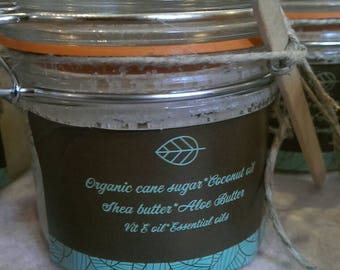 Organic cane sugar*Coconut oil
Shea butter*Aloe Butter
Vit E oil*Essential oils